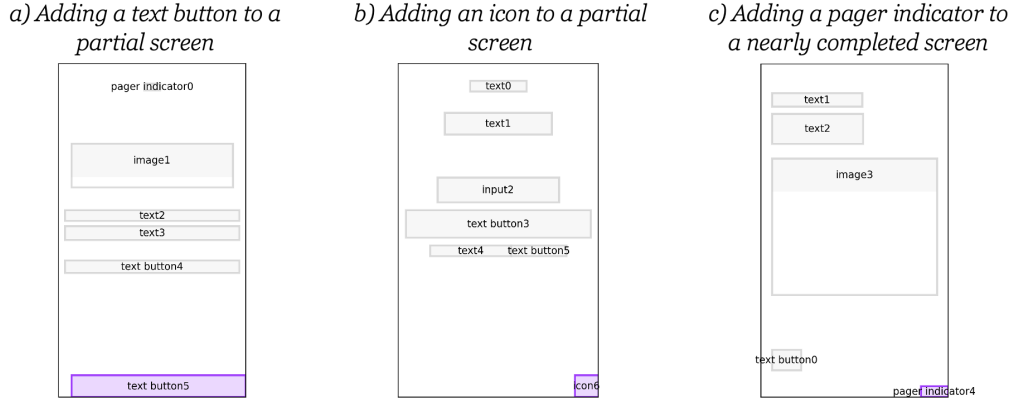 a) Adding a text button to a
partial screen
pager indicator0
image1
text2
text3
text button4
text button5
b) Adding an icon to a partial
screen
text0
text1
input2
text button3
text4 text button5
icon6
c) Adding a pager indicator to
a nearly completed screen
text1
text2
image3
text button0
pager indicator4